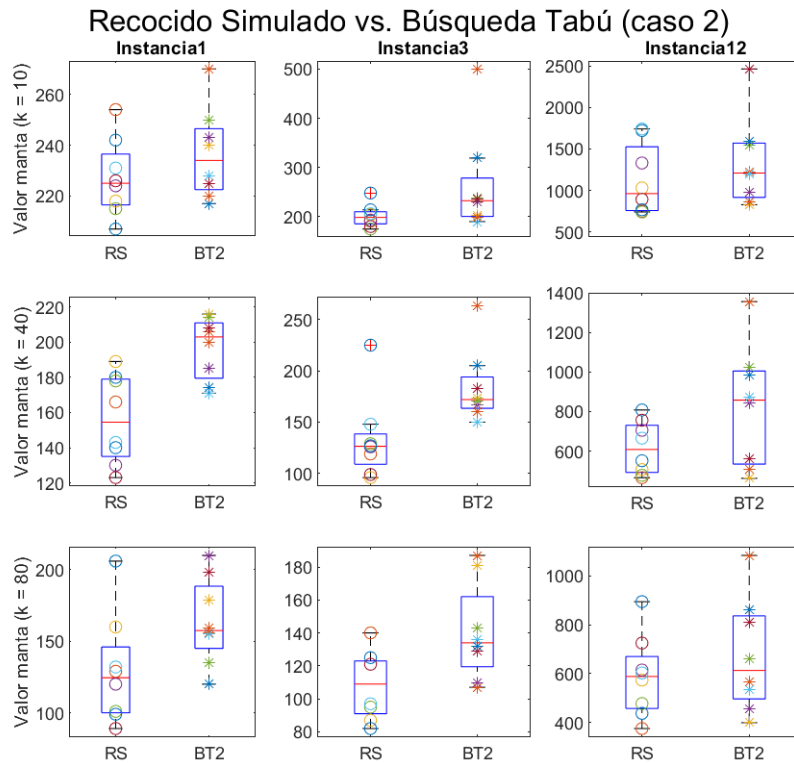 Recocido Simulado vs. Búsqueda Tabú (caso 2)
Instancia1
Instancia3
Instancia12
Valor manta (k = 10)
260
240
220
RS
BT2
500
400
300
200
RS
BT2
2500
2000
1500
1000
500
RS
BT2
Valor manta (k = 40)
220
200
180
160
140
120
RS
BT2
250
200
150
100
RS
BT2
1400
1200
1000
800
600
RS
BT2
Valor manta (k = 80)
200
150
100
RS
BT2
180
160
140
120
100
80
RS
BT2
1000
800
600
400
RS
BT2